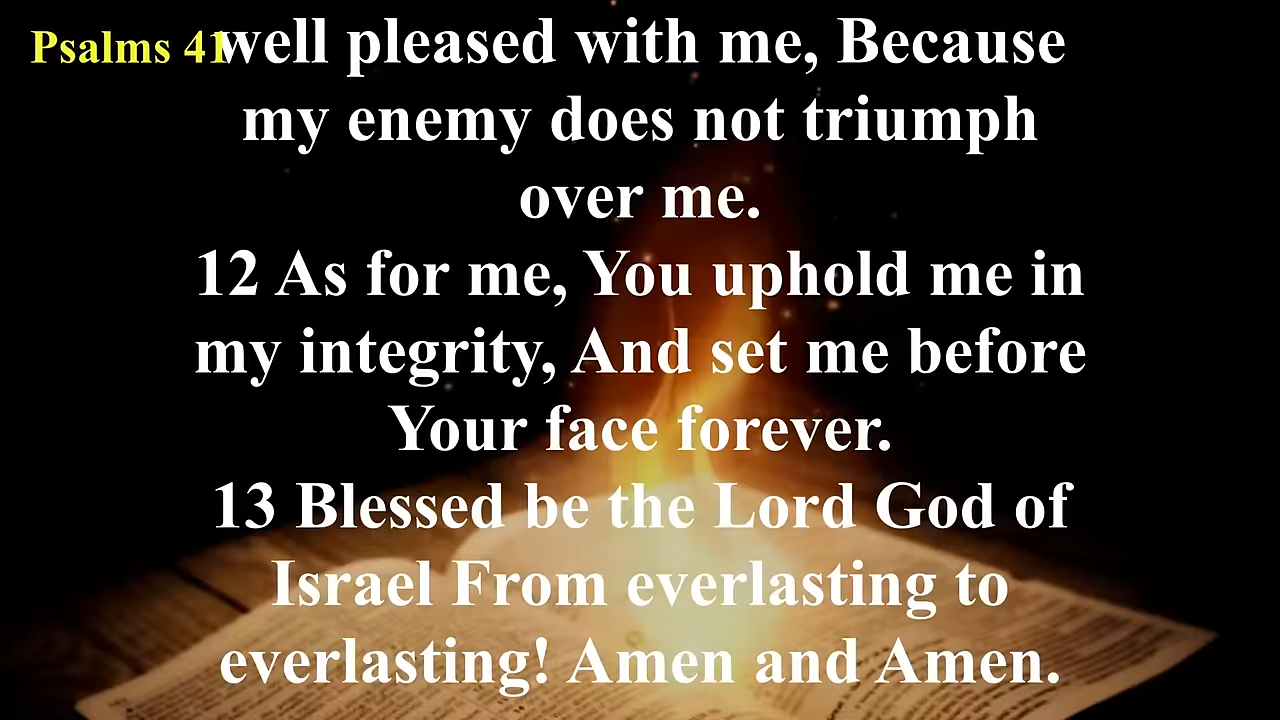 Psalms 41
well pleased with me, Because
my enemy does not triumph
over me.
12 As for me, You uphold me in
my integrity, And set me before
Your face forever.
13 Blessed be the Lord God of
Israel From everlasting to
everlasting! Amen and Amen.